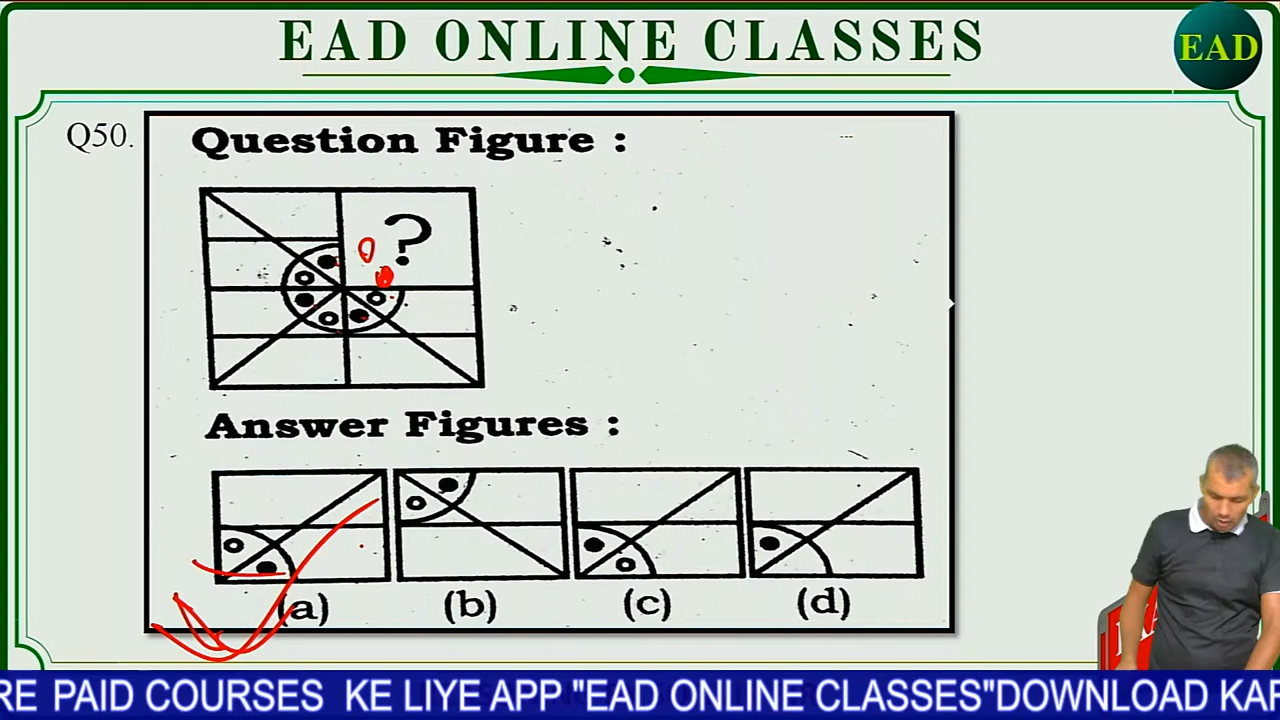 EAD ONLINE CLASSES
EAD
Q50.
Question Figure :
?
Answer Figures :
(a) (b) (c) (d)
RE PAID COURSES KE LIYE APP "EAD ONLINE CLASSES"DOWNLOAD KAR